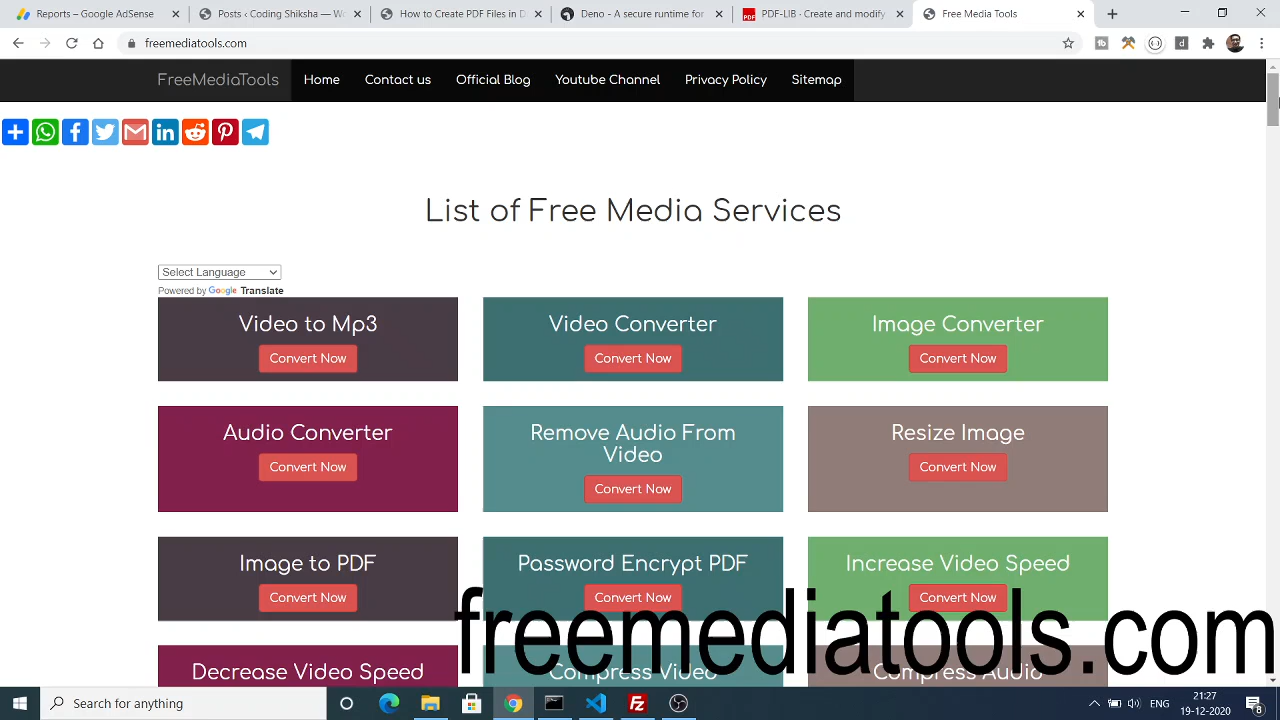 Reports – Google AdSense
Posts ‹ Coding Shiksha — Wo
How to Create PDF Files in D
Deno - A secure runtime for
PDF-LIB · Create and modify
Free Media Tools
freemediatools.com
FreeMediaTools
Home
Contact us
Official Blog
Youtube Channel
Privacy Policy
Sitemap
List of Free Media Services
Select Language
Powered by Google Translate
Video to Mp3
Video Converter
Image Converter
Convert Now
Convert Now
Convert Now
Audio Converter
Remove Audio From
Video
Resize Image
Convert Now
Convert Now
Convert Now
Image to PDF
Password Encrypt PDF
Increase Video Speed
Convert Now
Convert Now
Convert Now
freemediatools.com
Decrease Video Speed
Compress Video
Compress Audio
Search for anything
ENG
21:27
19-12-2020
8